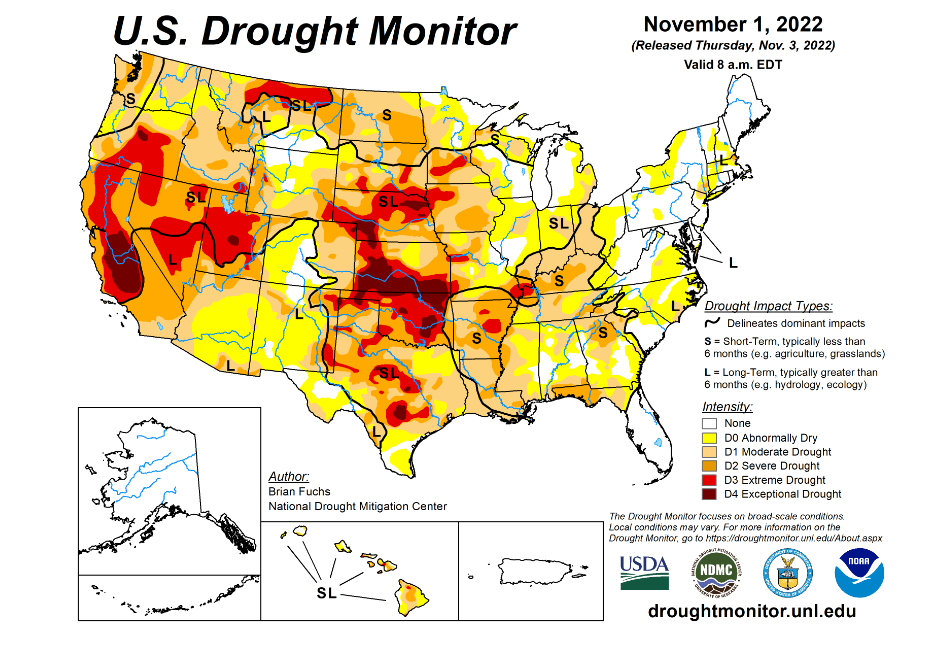 U.S. Drought Monitor
November 1, 2022
(Released Thursday, Nov. 3, 2022)
Valid 8 a.m. EDT
S
SL
L
S
S
L
SL
SL
SL
L
L
S
L
L
S
S
SL
L
L
L
Drought Impact Types:
Delineates dominant impacts
S = Short-Term, typically less than
6 months (e.g. agriculture, grasslands)
L = Long-Term, typically greater than
6 months (e.g. hydrology, ecology)
Intensity:
None
D0 Abnormally Dry
D1 Moderate Drought
D2 Severe Drought
D3 Extreme Drought
D4 Exceptional Drought
Author:
Brian Fuchs
National Drought Mitigation Center
SL
The Drought Monitor focuses on broad-scale conditions.
Local conditions may vary. For more information on the
Drought Monitor, go to https://droughtmonitor.unl.edu/About.aspx
USDA
NDMC
NOAA
droughtmonitor.unl.edu